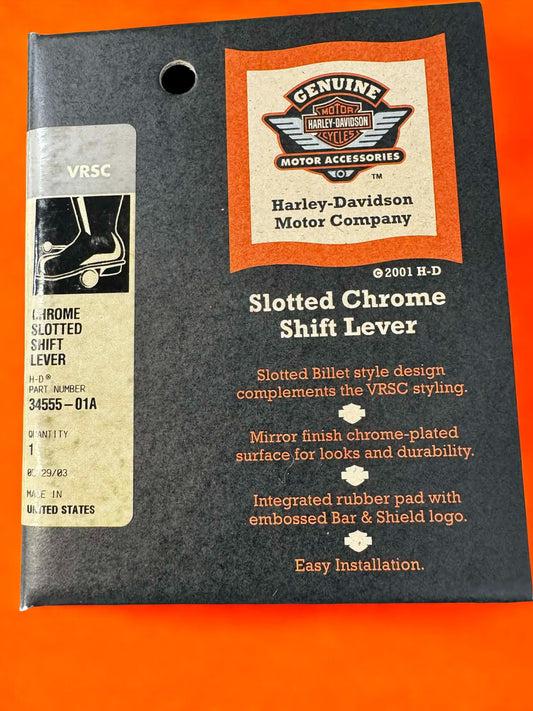 VRSC
CHROME
SLOTTED
SHIFT
LEVER
H-D®
PART NUMBER
34555-01A
QUANTITY
1
29/03
MADE IN
UNITED STATES
GENUINE
MOTOR
HARLEY-DAVIDSON
CYCLES
MOTOR ACCESSORIES
TM
Harley-Davidson
Motor Company
© 2001 H-D
Slotted Chrome
Shift Lever
Slotted Billet style design
complements the VRSC styling.
Mirror finish chrome-plated
surface for looks and durability.
Integrated rubber pad with
embossed Bar & Shield logo.
Easy Installation.